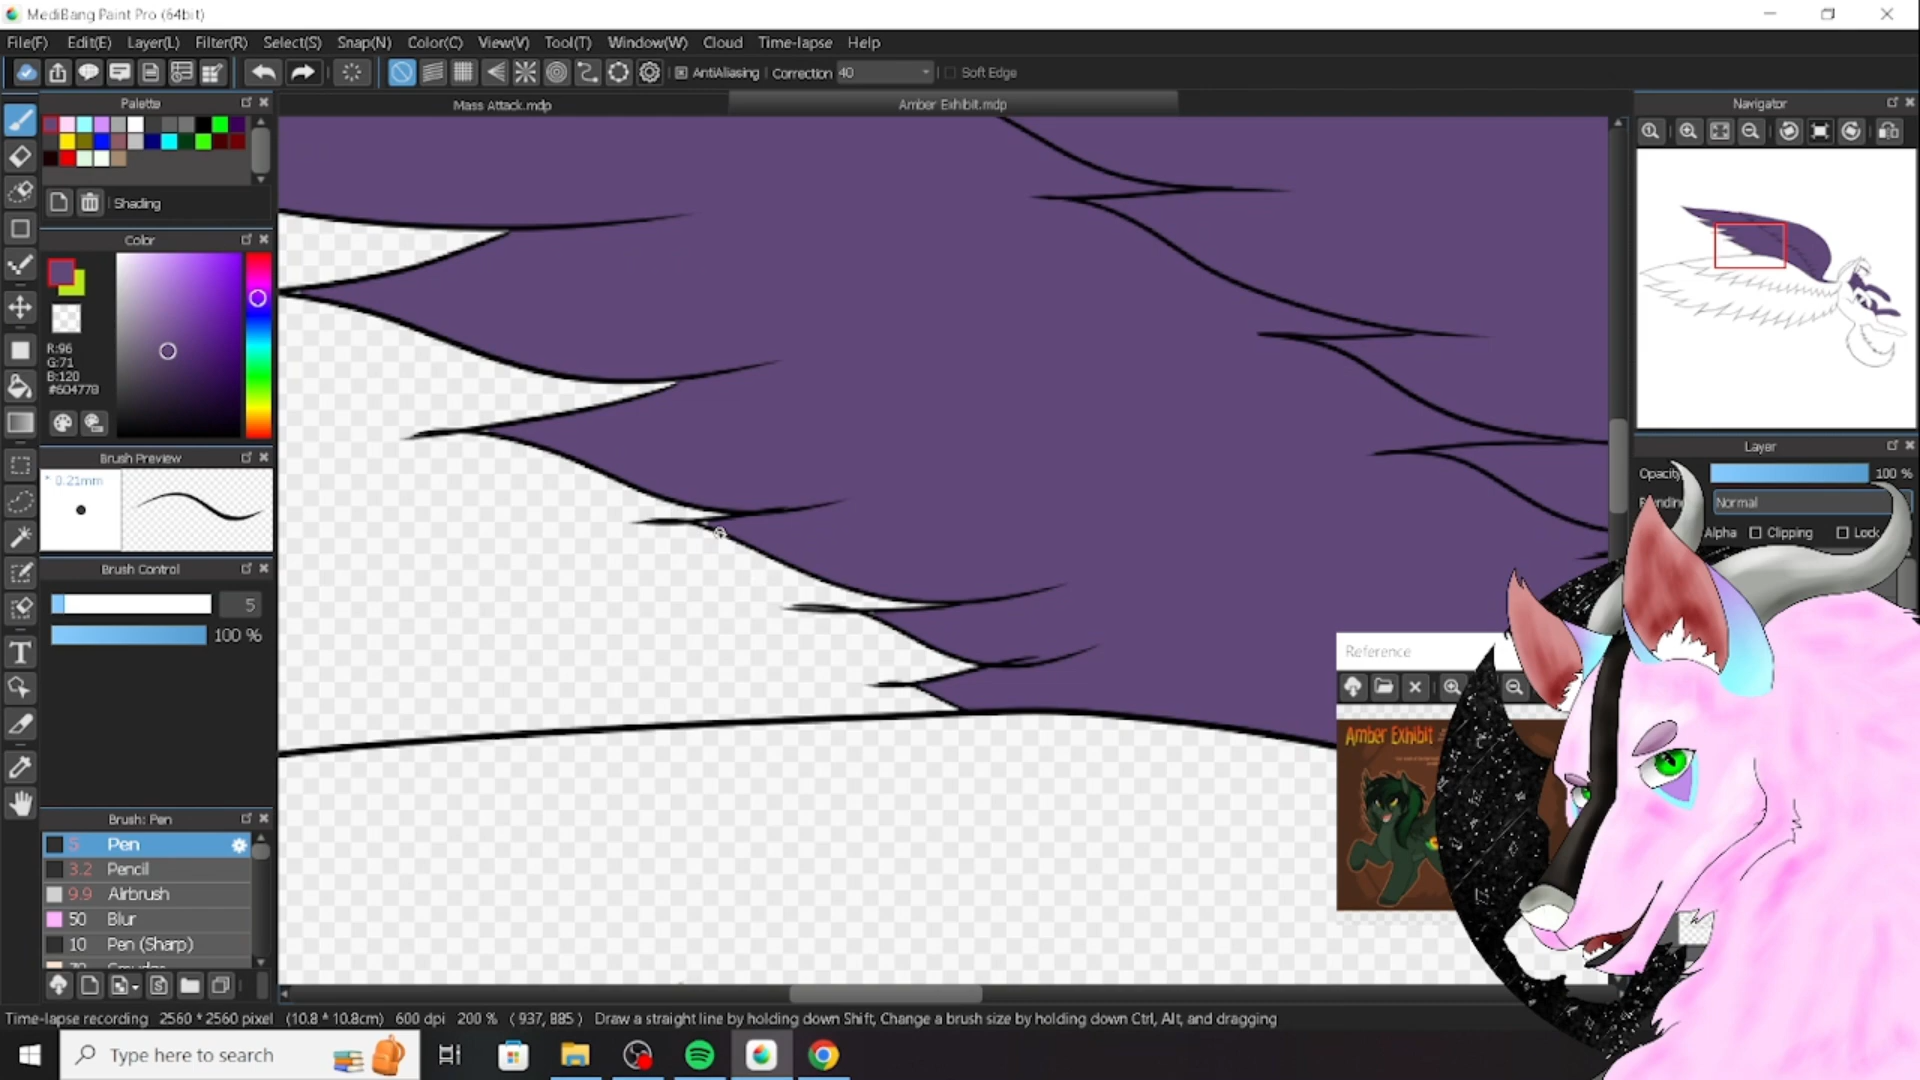 MediBang Paint Pro (64bit)
File(F) Edit(E) Layer(L) Filter(R) Select(S) Snap(N) Color(C) View(V) Tool(T) Window(W) Cloud Time-lapse Help
AntiAliasing Correction 40 Soft Edge
Palette
Mass Attack.mdp
Amber Exhibit.mdp
Navigator
Shading
Color
R:96
G:71
B:120
#604778
Brush Preview
* 0.21mm
Brush Control
5
100 %
Brush: Pen
5 Pen
3.2 Pencil
9.9 Airbrush
50 Blur
10 Pen (Sharp)
Layer
Opacity 100 %
Normal
Alpha Clipping Lock
Reference
Amber Exhibit
Time-lapse recording 2560 * 2560 pixel (10.8 * 10.8cm) 600 dpi 200 % ( 937, 885 ) Draw a straight line by holding down Shift, Change a brush size by holding down Ctrl, Alt, and dragging
Type here to search